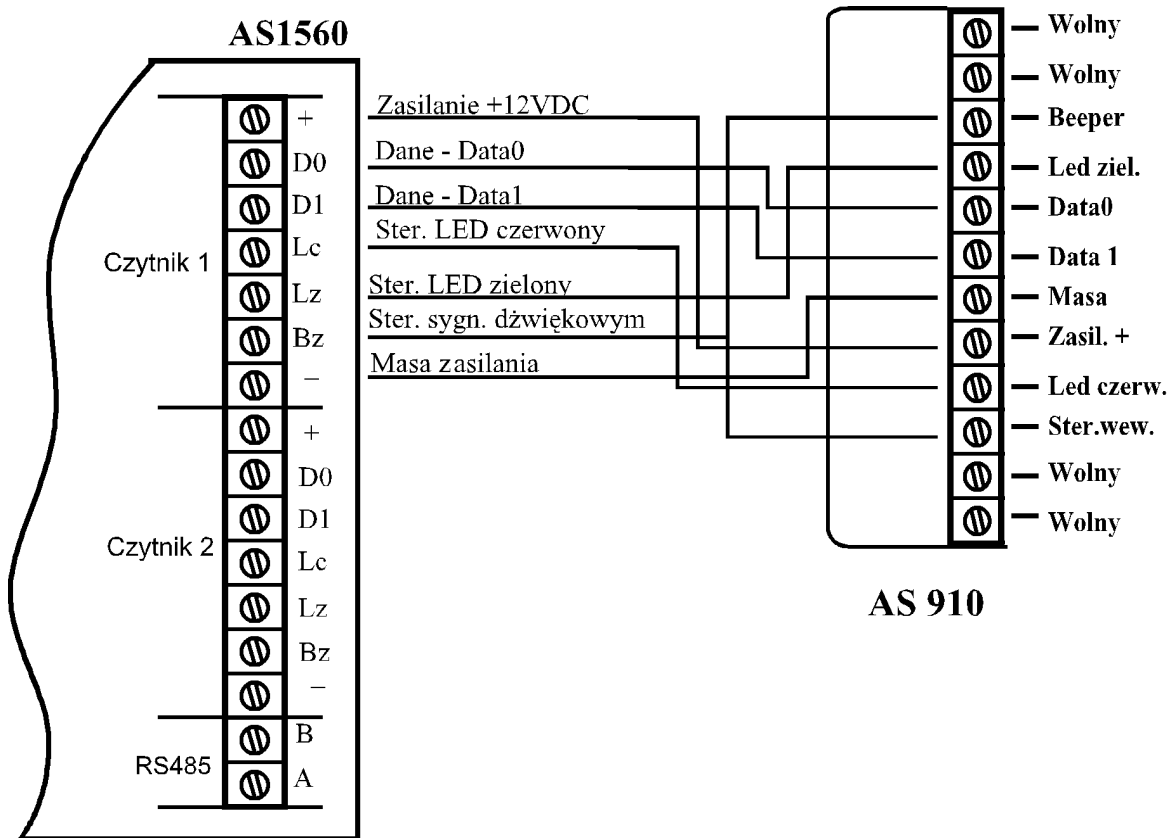 AS1560
Czytnik 1
+
D0
D1
Lc
Lz
Bz
–
Czytnik 2
+
D0
D1
Lc
Lz
Bz
–
RS485
B
A
Zasilanie +12VDC
Dane - Data0
Dane - Data1
Ster. LED czerwony
Ster. LED zielony
Ster. sygn. dżwiękowym
Masa zasilania
Wolny
Wolny
Beeper
Led ziel.
Data0
Data 1
Masa
Zasil. +
Led czerw.
Ster.wew.
Wolny
Wolny
AS 910